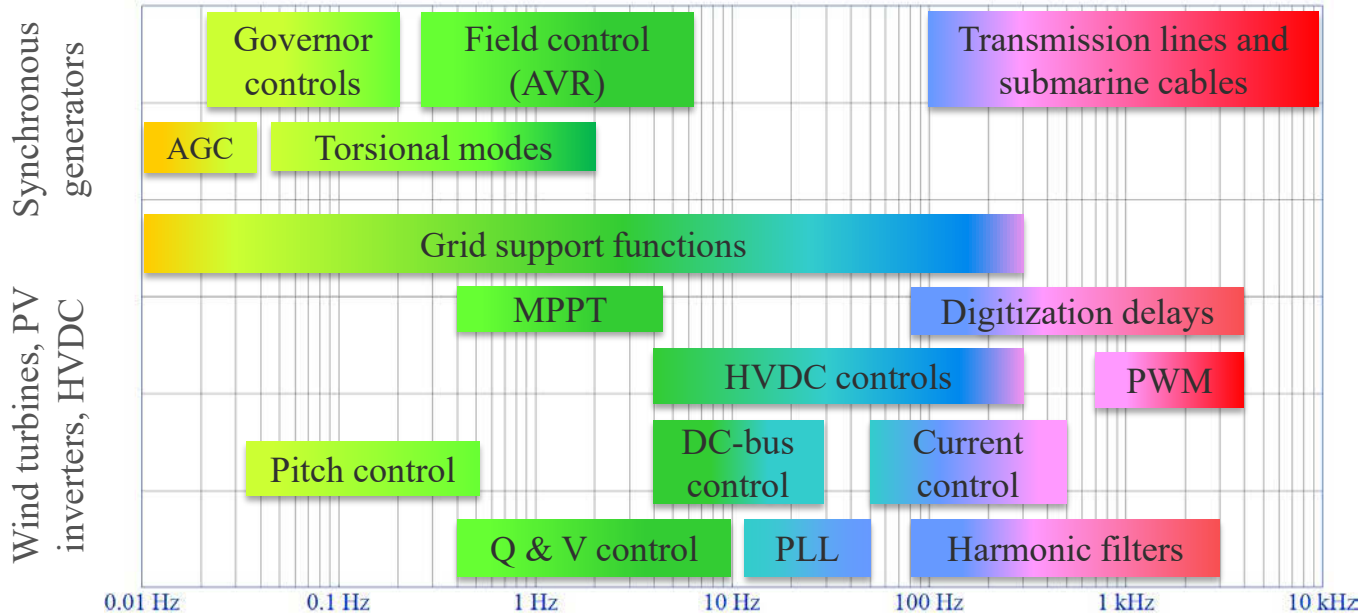 Synchronous
generators
Governor
controls
Field control
(AVR)
Transmission lines and
submarine cables
AGC
Torsional modes
Wind turbines, PV
inverters, HVDC
Grid support functions
MPPT
Digitization delays
HVDC controls
PWM
Pitch control
DC-bus
control
Current
control
Q & V control
PLL
Harmonic filters
0.01 Hz
0.1 Hz
1 Hz
10 Hz
100 Hz
1 kHz
10 kHz